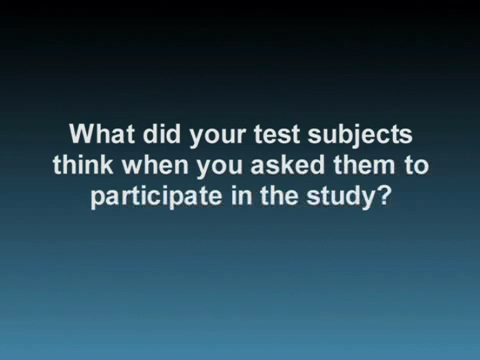 What did your test subjects
think when you asked them to
participate in the study?